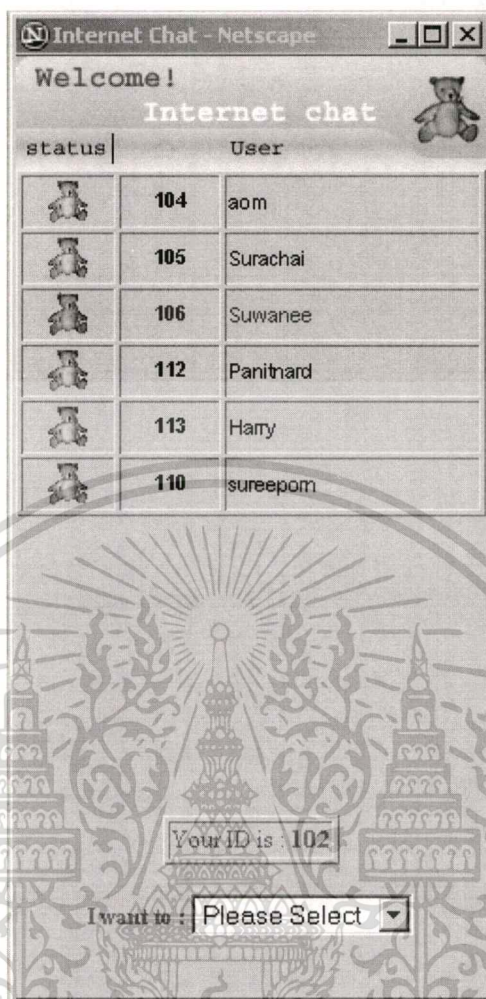 Internet Chat - Netscape
Welcome!
Internet chat
status User
104 aom
105 Surachai
106 Suwanee
112 Panitnard
113 Harry
110 sureeporn
Your ID is : 102
I want to : Please Select